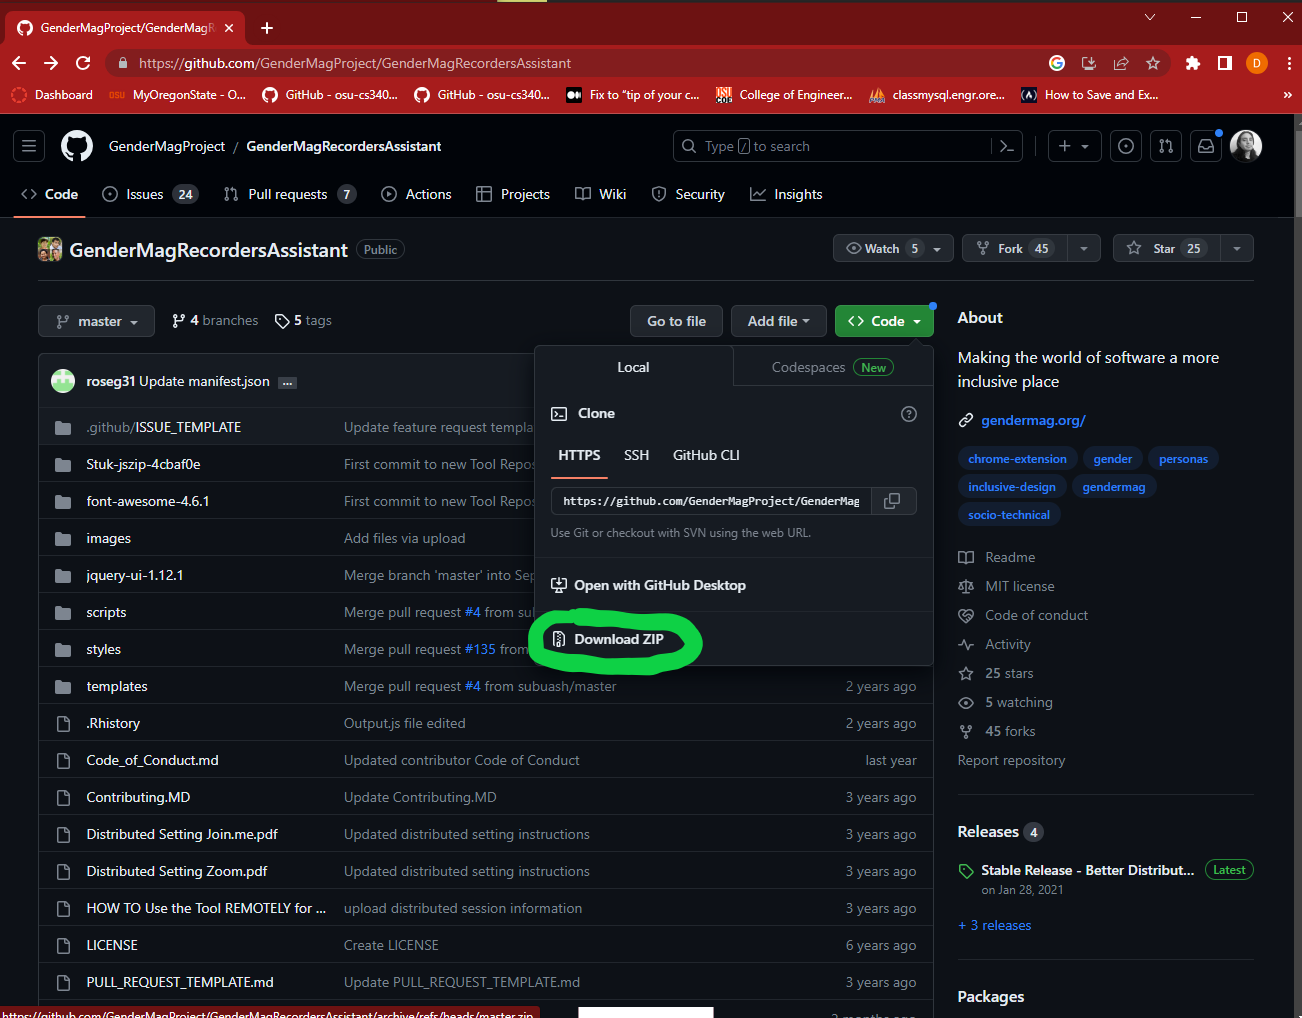 GenderMagProject/GenderMagR
https://github.com/GenderMagProject/GenderMagRecordersAssistant
D
Dashboard
OSU MyOregonState - O...
GitHub - osu-cs340...
GitHub - osu-cs340...
Fix to “tip of your c...
College of Engineer...
classmysql.engr.ore...
(A) How to Save and Ex...
»
GenderMagProject / GenderMagRecordersAssistant
Type / to search
Code
Issues 24
Pull requests 7
Actions
Projects
Wiki
Security
Insights
GenderMagRecordersAssistant Public
Watch 5
Fork 45
Star 25
master
4 branches
5 tags
Go to file
Add file
<> Code
roseg31 Update manifest.json ...
.github/ISSUE_TEMPLATE Update feature request templa
Stuk-jszip-4cbaf0e First commit to new Tool Repos
font-awesome-4.6.1 First commit to new Tool Repos
images Add files via upload
jquery-ui-1.12.1 Merge branch 'master' into Sep
scripts Merge pull request #4 from su
styles Merge pull request #135 from
templates Merge pull request #4 from subuash/master 2 years ago
.Rhistory Output.js file edited 2 years ago
Code_of_Conduct.md Updated contributor Code of Conduct last year
Contributing.MD Update Contributing.MD 3 years ago
Distributed Setting Join.me.pdf Updated distributed setting instructions 3 years ago
Distributed Setting Zoom.pdf Updated distributed setting instructions 3 years ago
HOW TO Use the Tool REMOTELY for ... upload distributed session information 3 years ago
LICENSE Create LICENSE 6 years ago
PULL_REQUEST_TEMPLATE.md Update PULL_REQUEST_TEMPLATE.md 3 years ago
2 months ago
Local
Codespaces New
Clone
HTTPS SSH GitHub CLI
https://github.com/GenderMagProject/GenderMag
Use Git or checkout with SVN using the web URL.
Open with GitHub Desktop
Download ZIP
About
Making the world of software a more
inclusive place
gendermag.org/
chrome-extension gender personas
inclusive-design gendermag
socio-technical
Readme
MIT license
Code of conduct
Activity
25 stars
5 watching
45 forks
Report repository
Releases 4
Stable Release - Better Distribut... Latest
on Jan 28, 2021
+ 3 releases
Packages
https://github.com/GenderMagProject/GenderMagRecordersAssistant/archive/refs/heads/master.zip